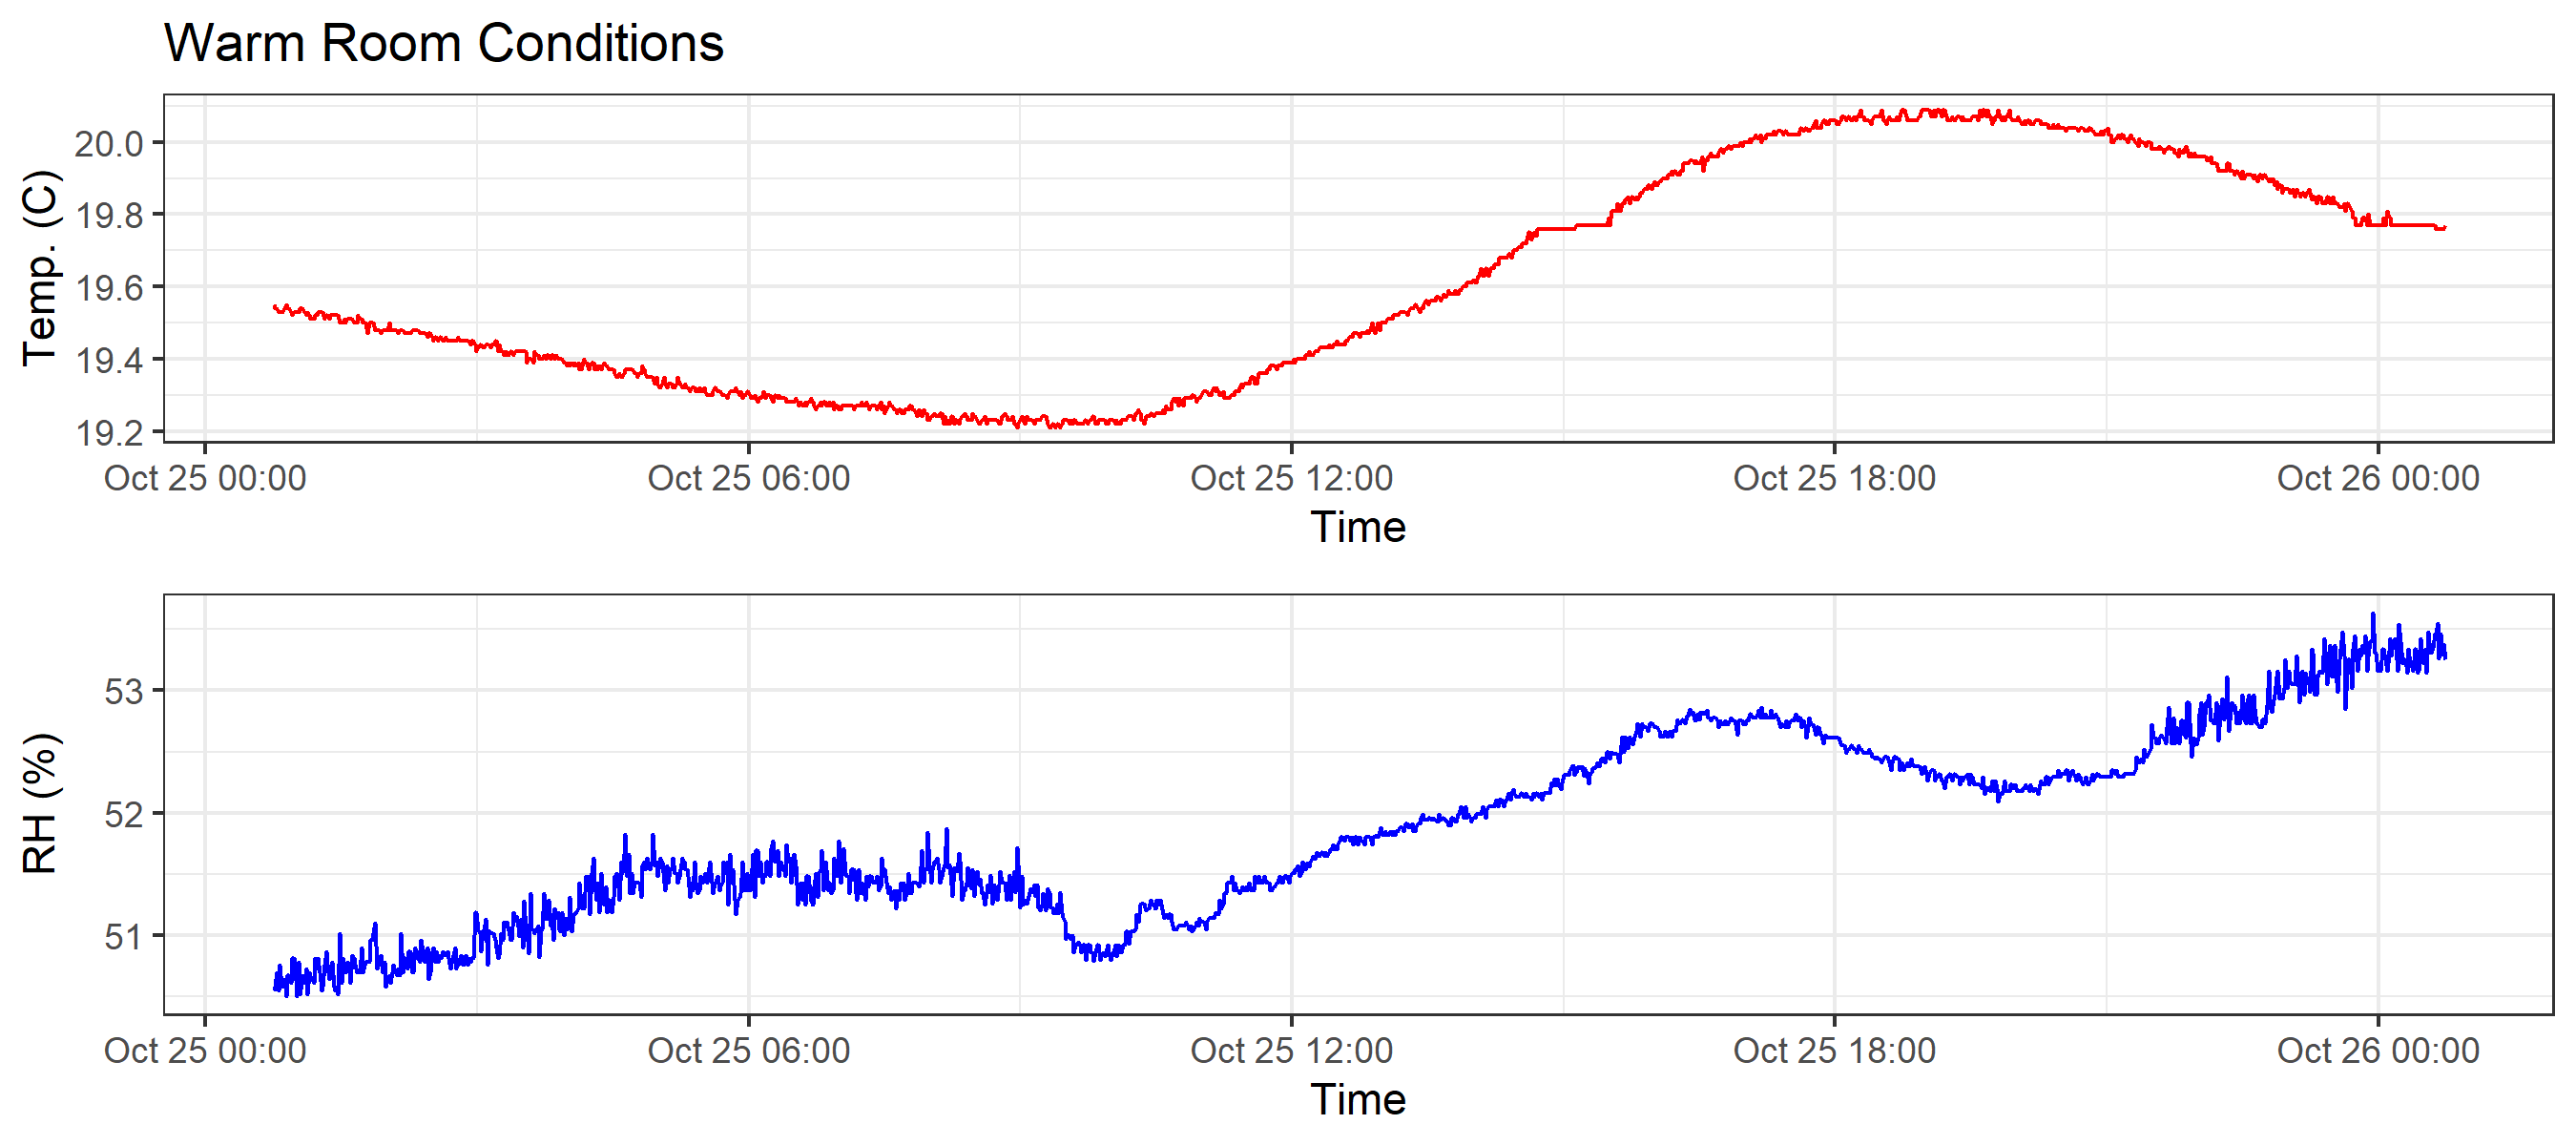 Warm Room Conditions
Temp. (C)
20.0
19.8
19.6
19.4
19.2
Oct 25 00:00 Oct 25 06:00 Oct 25 12:00 Oct 25 18:00 Oct 26 00:00
Time
RH (%)
53
52
51
Oct 25 00:00 Oct 25 06:00 Oct 25 12:00 Oct 25 18:00 Oct 26 00:00
Time